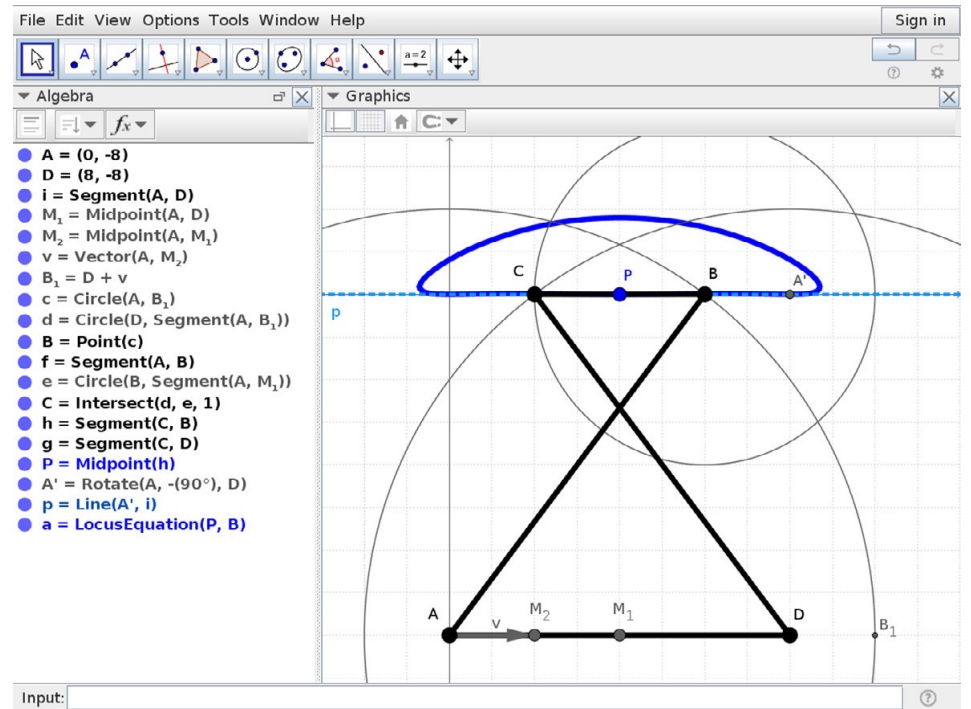 File Edit View Options Tools Window Help
Sign in
A
a=2
Algebra
Graphics
fx
A = (0, -8)
D = (8, -8)
i = Segment(A, D)
M₁ = Midpoint(A, D)
M₂ = Midpoint(A, M₁)
v = Vector(A, M₂)
B₁ = D + v
c = Circle(A, B₁)
d = Circle(D, Segment(A, B₁))
B = Point(c)
f = Segment(A, B)
e = Circle(B, Segment(A, M₁))
C = Intersect(d, e, 1)
h = Segment(C, B)
g = Segment(C, D)
P = Midpoint(h)
A' = Rotate(A, -(90°), D)
p = Line(A', i)
a = LocusEquation(P, B)
C P B A'
p
A v M₂ M₁ D B₁
Input: